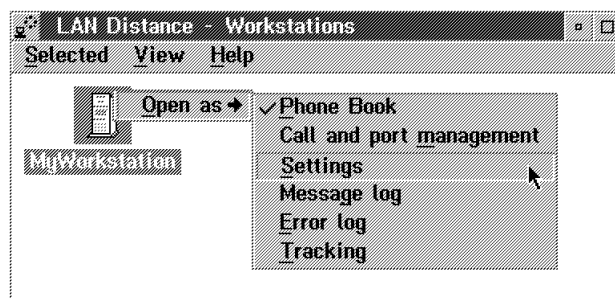 LAN Distance - Workstations
Selected View Help
Open as
MyWorkstation
Phone Book
Call and port management
Settings
Message log
Error log
Tracking